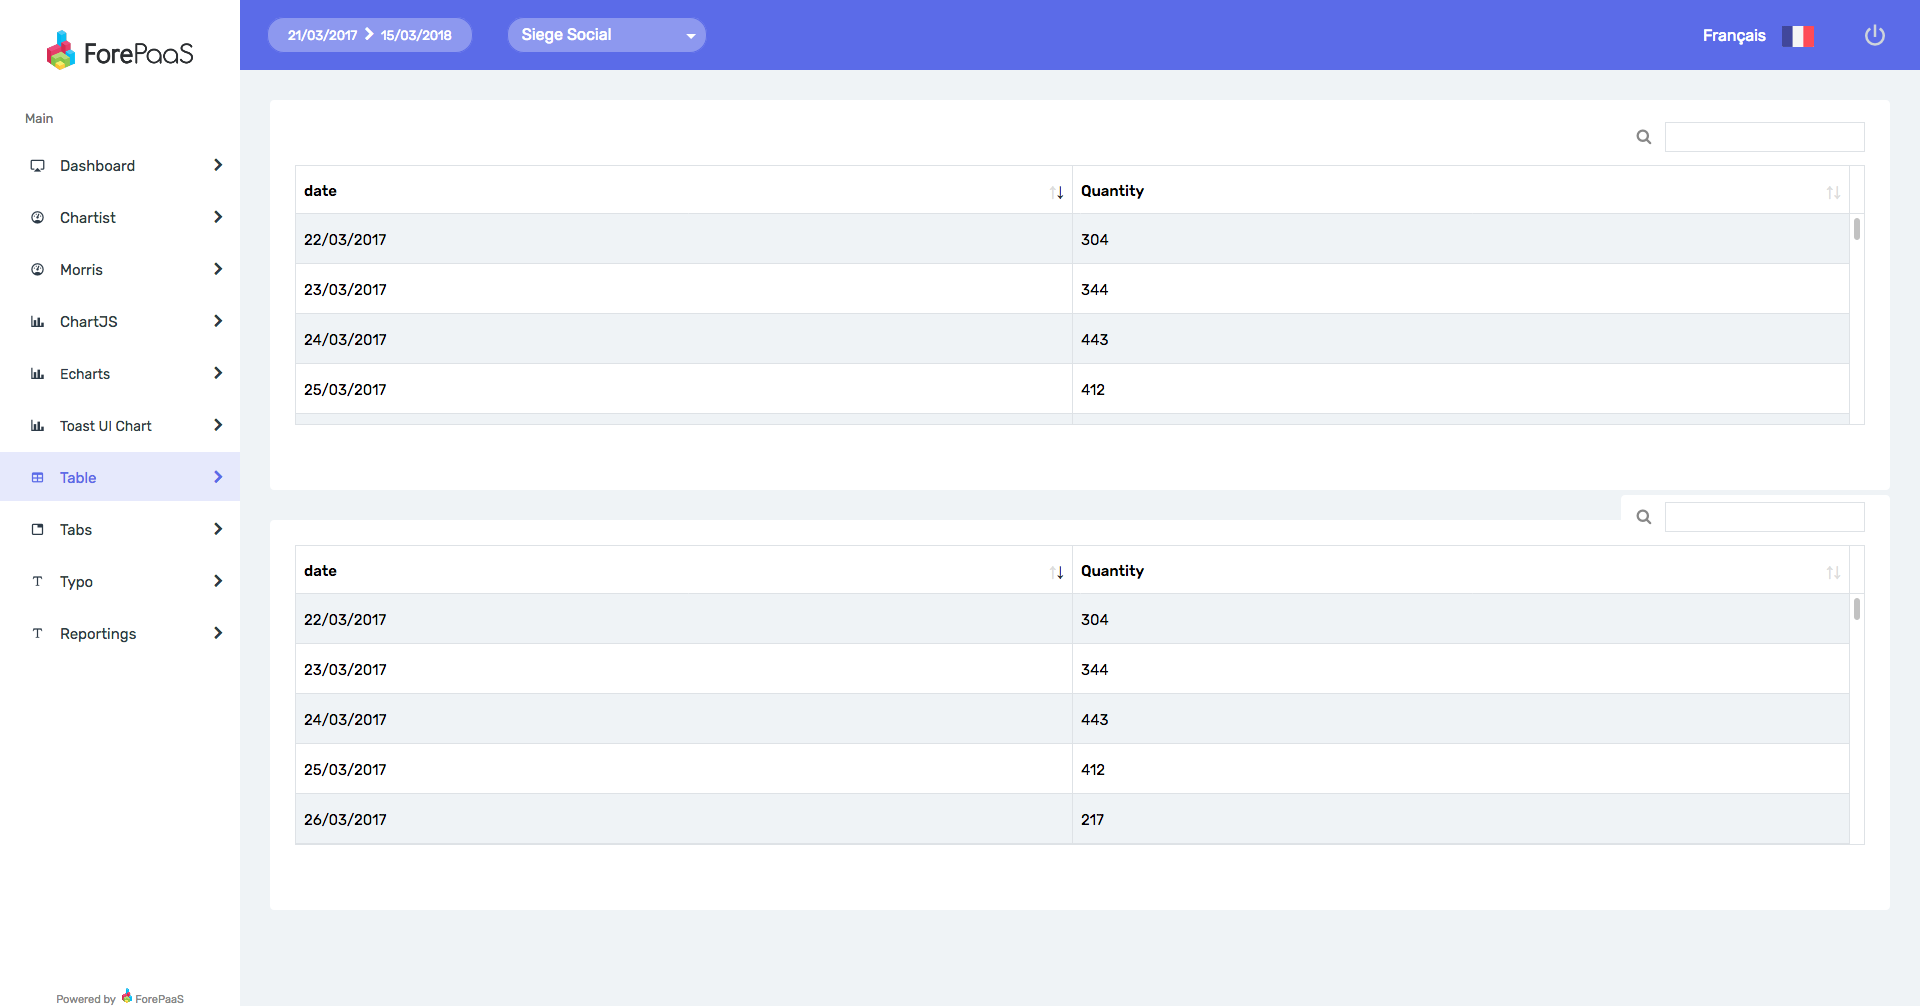 ForePaaS
21/03/2017 15/03/2018
Siege Social
Français
Main
Dashboard
Chartist
Morris
ChartJS
Echarts
Toast UI Chart
Table
Tabs
Typo
Reportings
Powered by ForePaaS
date Quantity
22/03/2017 304
23/03/2017 344
24/03/2017 443
25/03/2017 412
date Quantity
22/03/2017 304
23/03/2017 344
24/03/2017 443
25/03/2017 412
26/03/2017 217